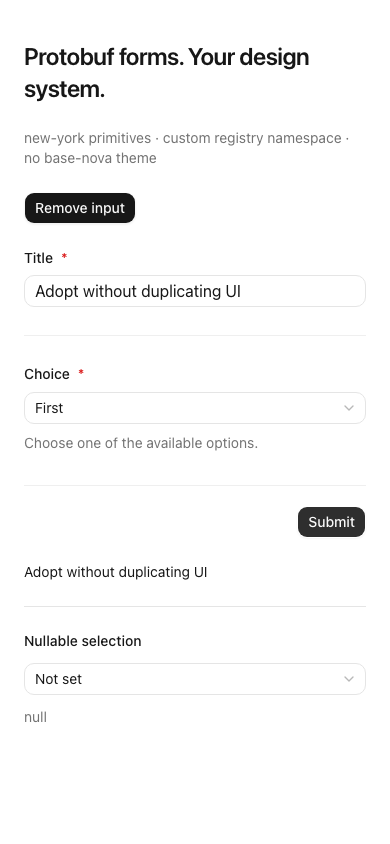 Protobuf forms. Your design
system.
new-york primitives · custom registry namespace ·
no base-nova theme
Remove input
Title *
Adopt without duplicating UI
Choice *
First
Choose one of the available options.
Submit
Adopt without duplicating UI
Nullable selection
Not set
null